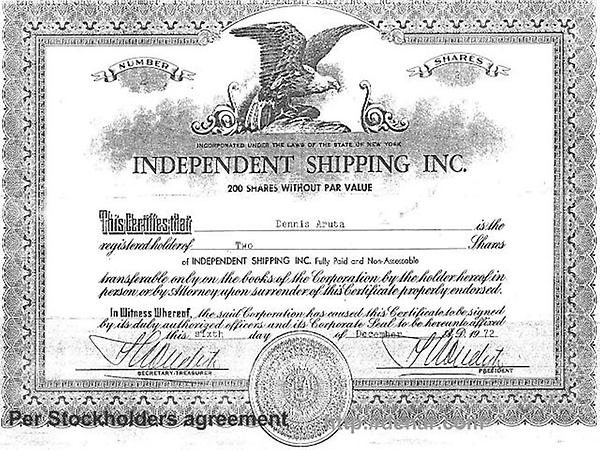 NUMBER
SHARES
INCORPORATED UNDER THE LAWS OF THE STATE OF NEW YORK
INDEPENDENT SHIPPING INC.
200 SHARES WITHOUT PAR VALUE
This Certifies that Dennis Aruta is the
registered holder of Two Shares
of INDEPENDENT SHIPPING INC. Fully Paid and Non-Assessable
transferable only on the books of the Corporation by the holder hereof in
person or by Attorney upon surrender of this Certificate properly endorsed.
In Witness Whereof, the said Corporation has caused this Certificate to be signed
by its duly authorized officers and its Corporate Seal to be hereunto affixed
this sixth day of December A.D. 1972
SECRETARY-TREASURER
PRESIDENT
Per Stockholders agreement